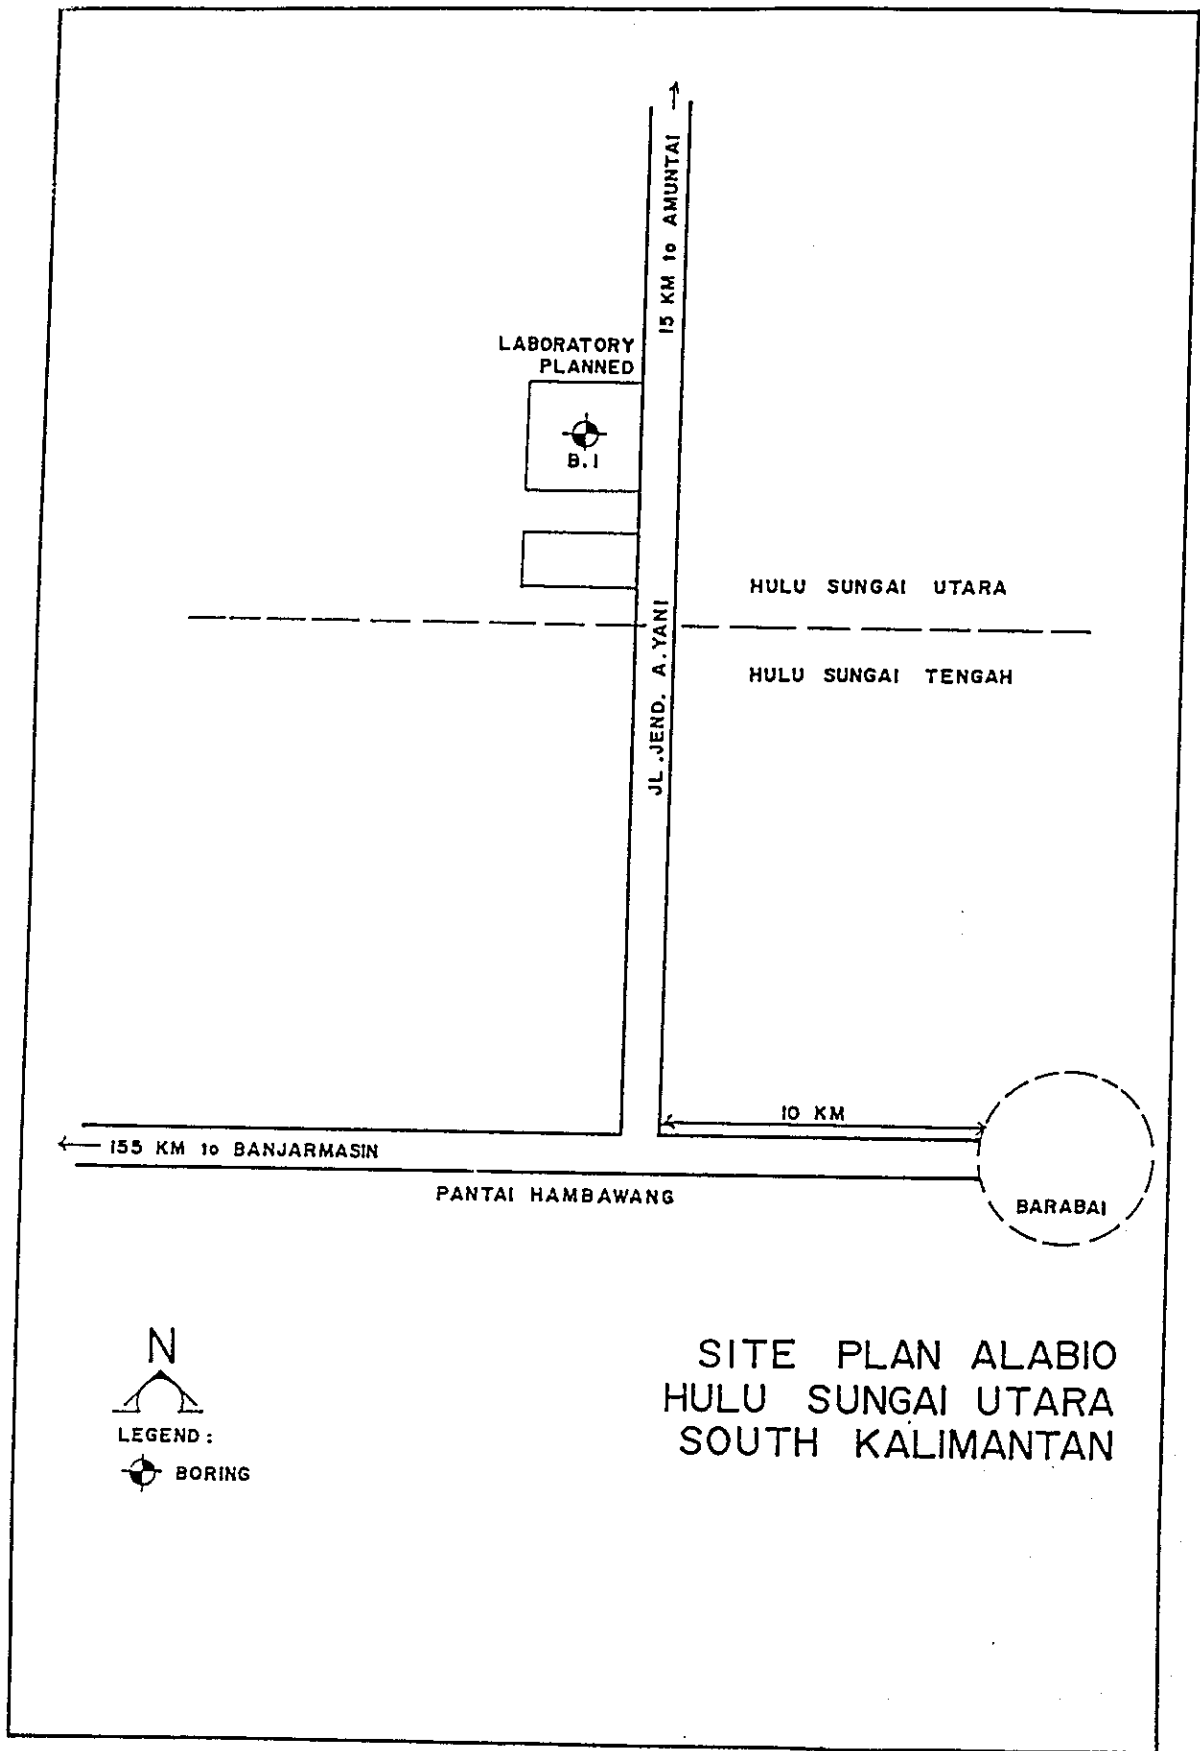 15 KM to AMUNTAI
LABORATORY
PLANNED
B.1
HULU SUNGAI UTARA
JL.JEND. A.YANI
HULU SUNGAI TENGAH
10 KM
155 KM to BANJARMASIN
PANTAI HAMBAWANG
BARABAI
N
LEGEND :
BORING
SITE PLAN ALABIO
HULU SUNGAI UTARA
SOUTH KALIMANTAN